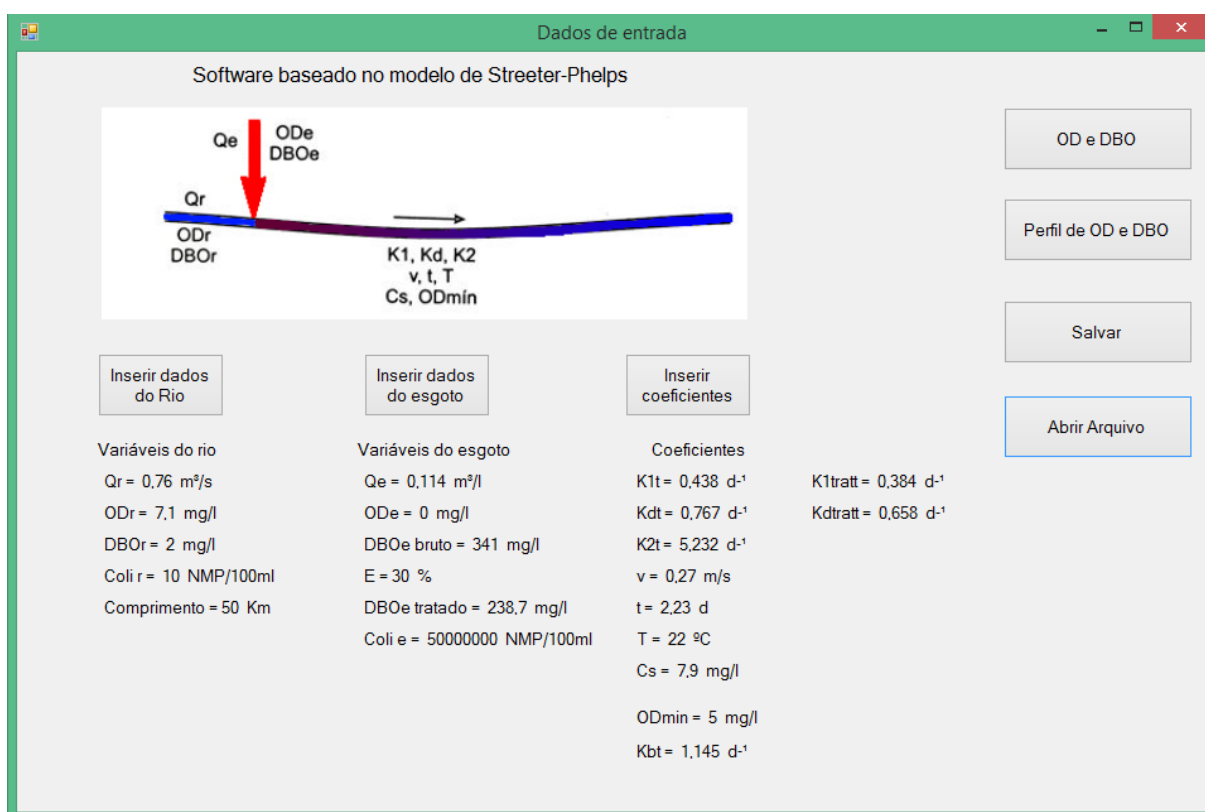 Dados de entrada
Software baseado no modelo de Streeter-Phelps
Qe
ODe
DBOe
Qr
ODr
DBOr
K1, Kd, K2
v, t, T
Cs, ODmín
OD e DBO
Perfil de OD e DBO
Salvar
Abrir Arquivo
Inserir dados
do Rio
Inserir dados
do esgoto
Inserir
coeficientes
Variáveis do rio
Qr = 0,76 m³/s
ODr = 7,1 mg/l
DBOr = 2 mg/l
Coli r = 10 NMP/100ml
Comprimento = 50 Km
Variáveis do esgoto
Qe = 0,114 m³/l
ODe = 0 mg/l
DBOe bruto = 341 mg/l
E = 30 %
DBOe tratado = 238,7 mg/l
Coli e = 50000000 NMP/100ml
Coeficientes
K1t = 0,438 d-¹
Kdt = 0,767 d-¹
K2t = 5,232 d-¹
v = 0,27 m/s
t = 2,23 d
T = 22 ºC
Cs = 7,9 mg/l
ODmin = 5 mg/l
Kbt = 1,145 d-¹
K1tratt = 0,384 d-¹
Kdtratt = 0,658 d-¹